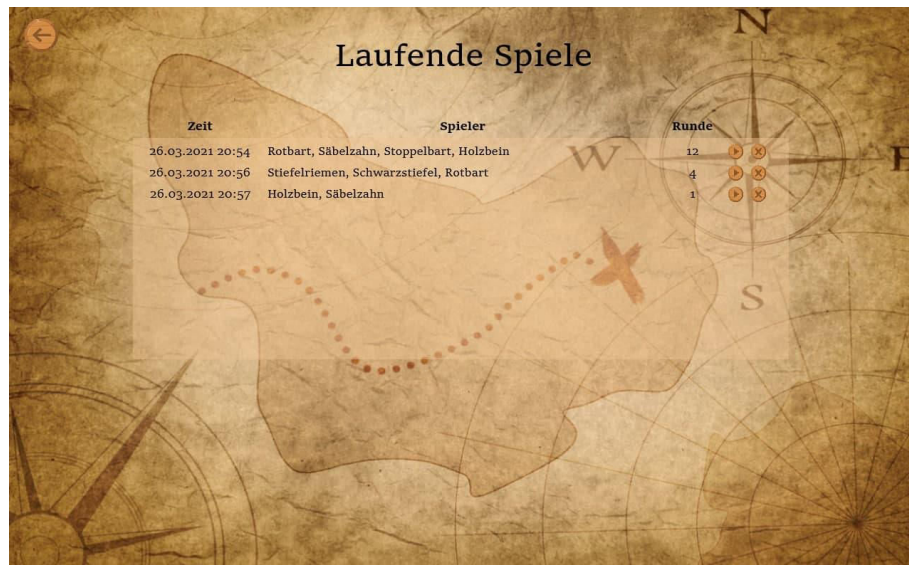 N
Laufende Spiele
Zeit Spieler Runde
26.03.2021 20:54 Rotbart, Säbelzahn, Stoppelbart, Holzbein 12
W E
26.03.2021 20:56 Stiefelriemen, Schwarzstiefel, Rotbart 4
26.03.2021 20:57 Holzbein, Säbelzahn 1
S